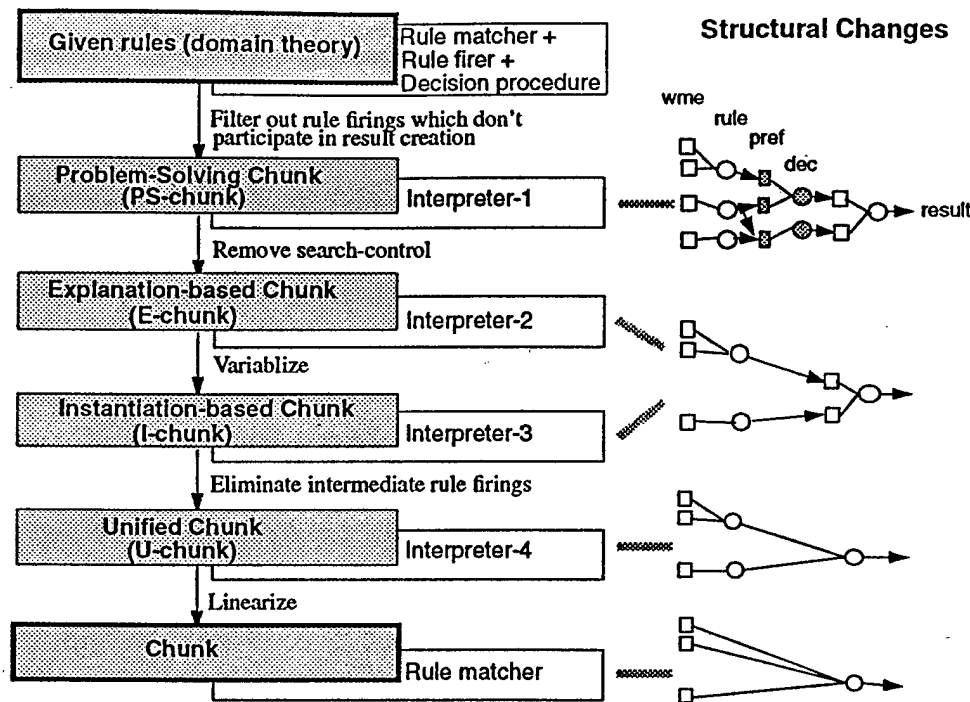 Structural Changes
Given rules (domain theory)
Rule matcher +
Rule firer +
Decision procedure
Filter out rule firings which don't
participate in result creation
wme
rule
pref
dec
result
Problem-Solving Chunk
(PS-chunk)
Interpreter-1
Remove search-control
Explanation-based Chunk
(E-chunk)
Interpreter-2
Variablize
Instantiation-based Chunk
(I-chunk)
Interpreter-3
Eliminate intermediate rule firings
Unified Chunk
(U-chunk)
Interpreter-4
Linearize
Chunk
Rule matcher